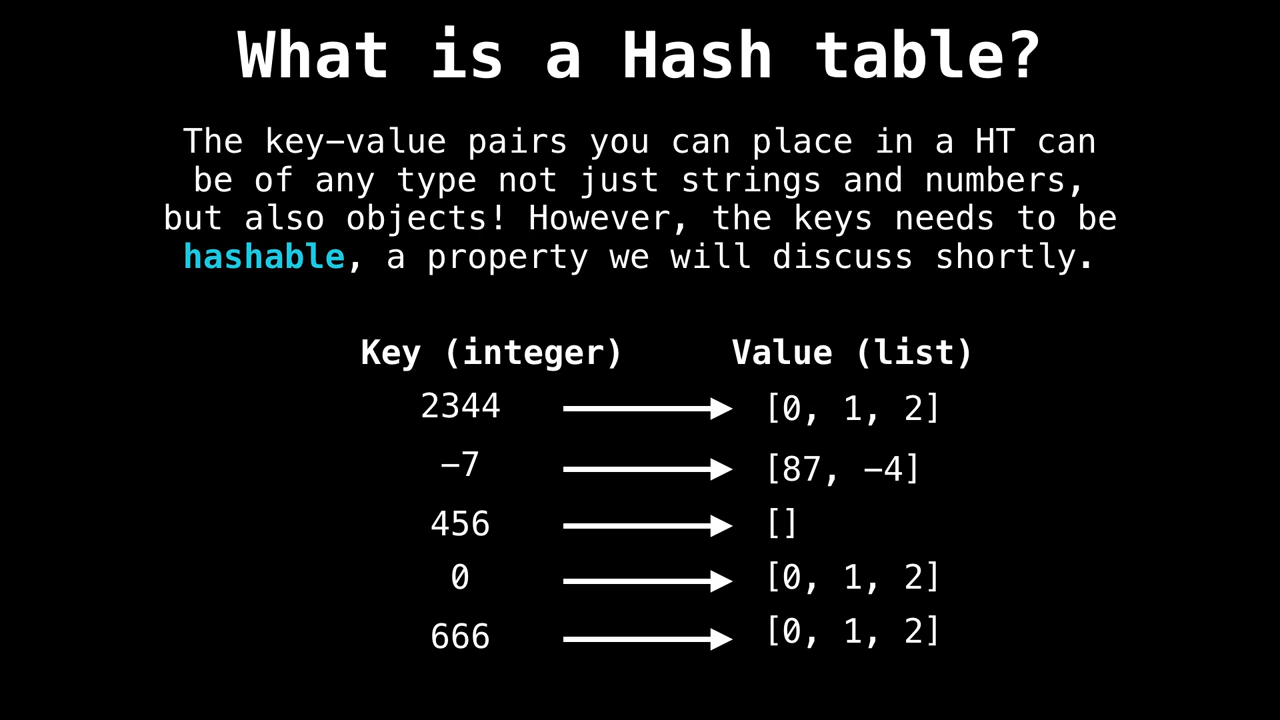 What is a Hash table?
The key−value pairs you can place in a HT can
be of any type not just strings and numbers,
but also objects! However, the keys needs to be
hashable, a property we will discuss shortly.
Key (integer) Value (list)
2344 [0, 1, 2]
−7 [87, −4]
456 []
0 [0, 1, 2]
666 [0, 1, 2]